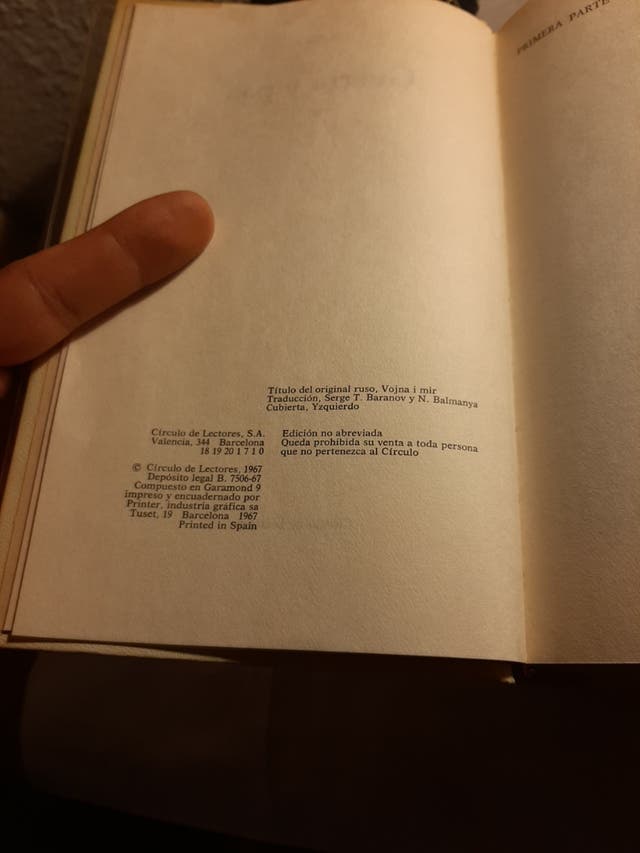 PRIMERA PARTE
Título del original ruso, Vojna i mir
Traducción, Serge T. Baranov y N. Balmanya
Cubierta, Yzquierdo
Círculo de Lectores, S.A.
Valencia, 344 Barcelona
18 19 20 1 7 1 0
Edición no abreviada
Queda prohibida su venta a toda persona
que no pertenezca al Círculo
© Círculo de Lectores, 1967
Depósito legal B. 7506-67
Compuesto en Garamond 9
impreso y encuadernado por
Printer, industria gráfica sa
Tuset, 19 Barcelona 1967
Printed in Spain